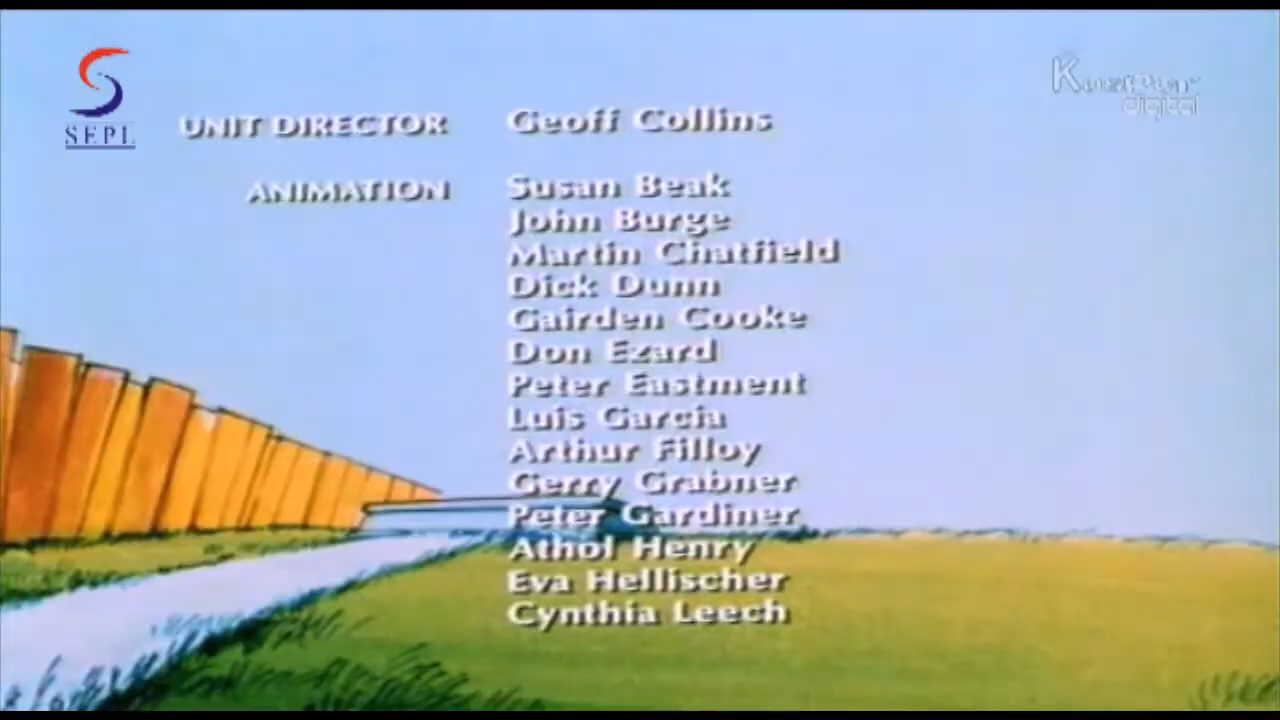 SEPL
UNIT DIRECTOR Geoff Collins
ANIMATION Susan Beak
John Burge
Martin Chatfield
Dick Dunn
Gairden Cooke
Don Ezard
Peter Eastment
Luis Garcia
Arthur Filloy
Gerry Grabner
Peter Gardiner
Athol Henry
Eva Hellischer
Cynthia Leech
digital